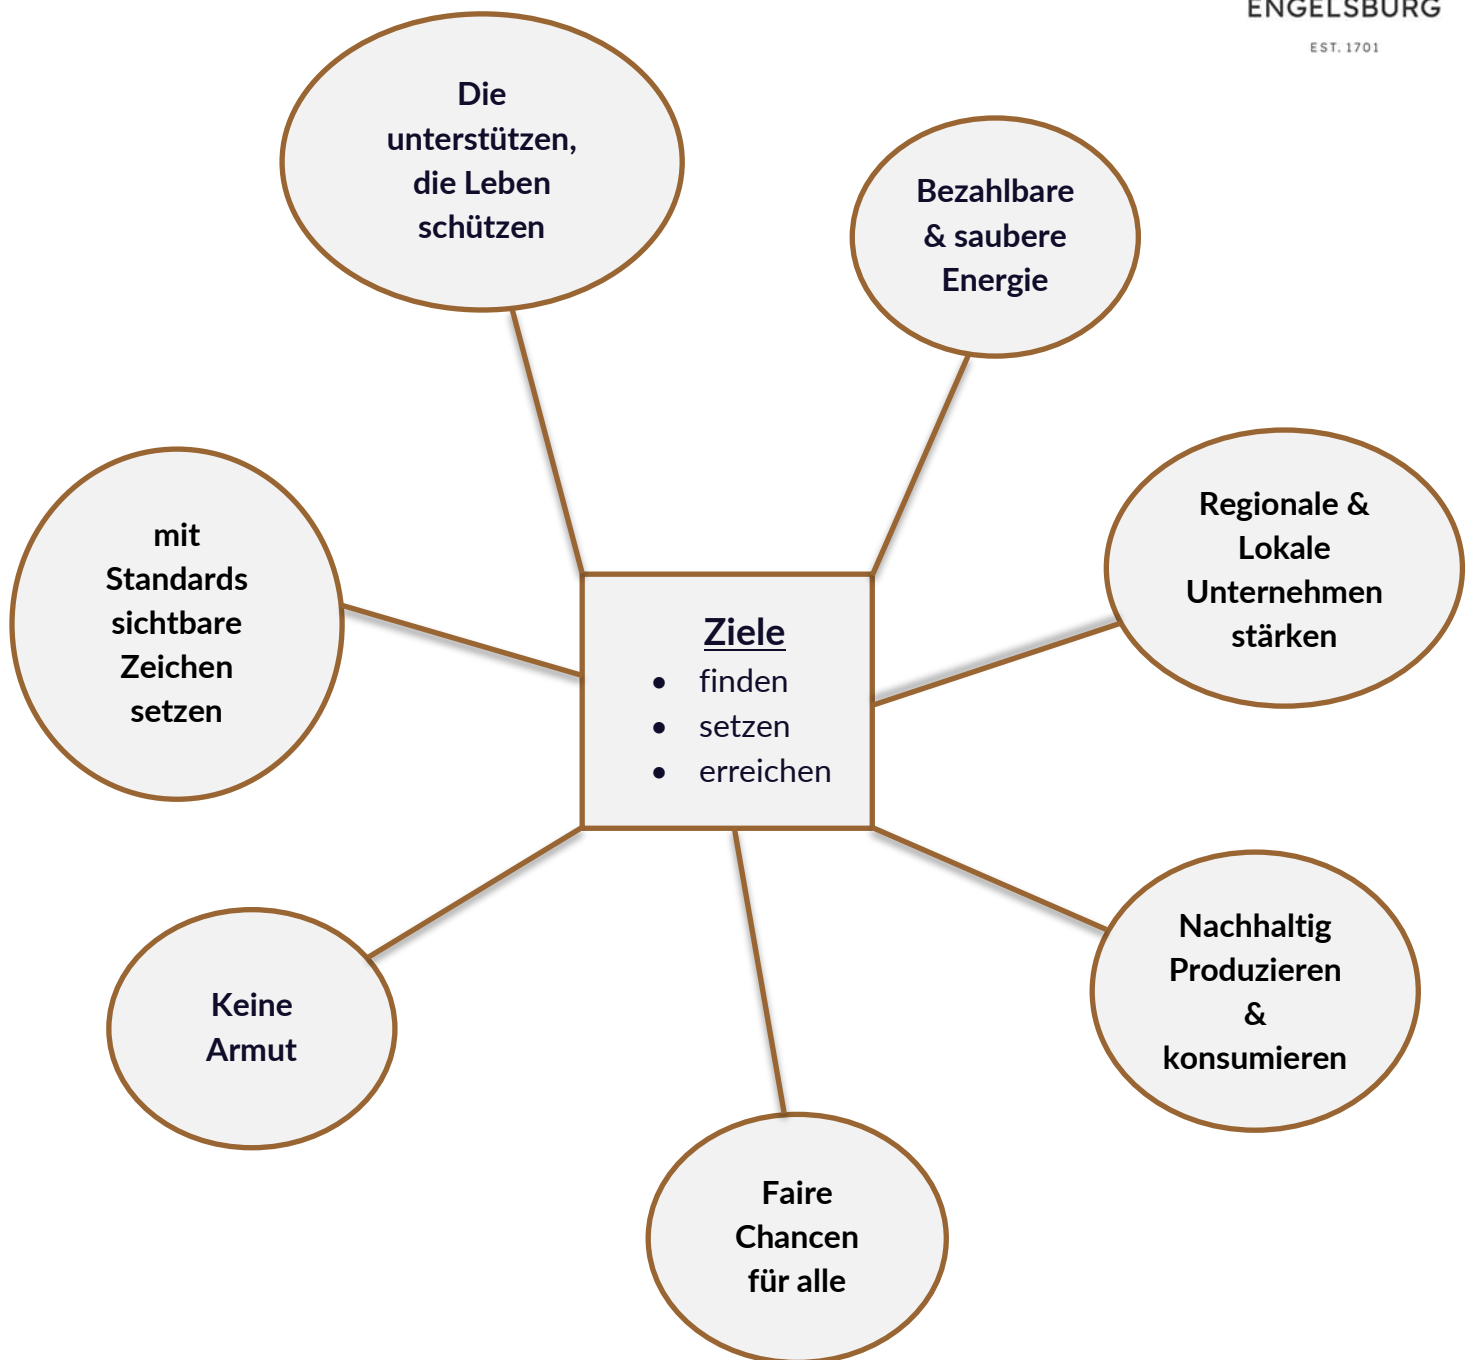 ENGELSBURG
EST. 1701
Die
unterstützen,
die Leben
schützen
Bezahlbare
& saubere
Energie
Regionale &
Lokale
Unternehmen
stärken
mit
Standards
sichtbare
Zeichen
setzen
Ziele
• finden
• setzen
• erreichen
Nachhaltig
Produzieren
&
konsumieren
Keine
Armut
Faire
Chancen
für alle